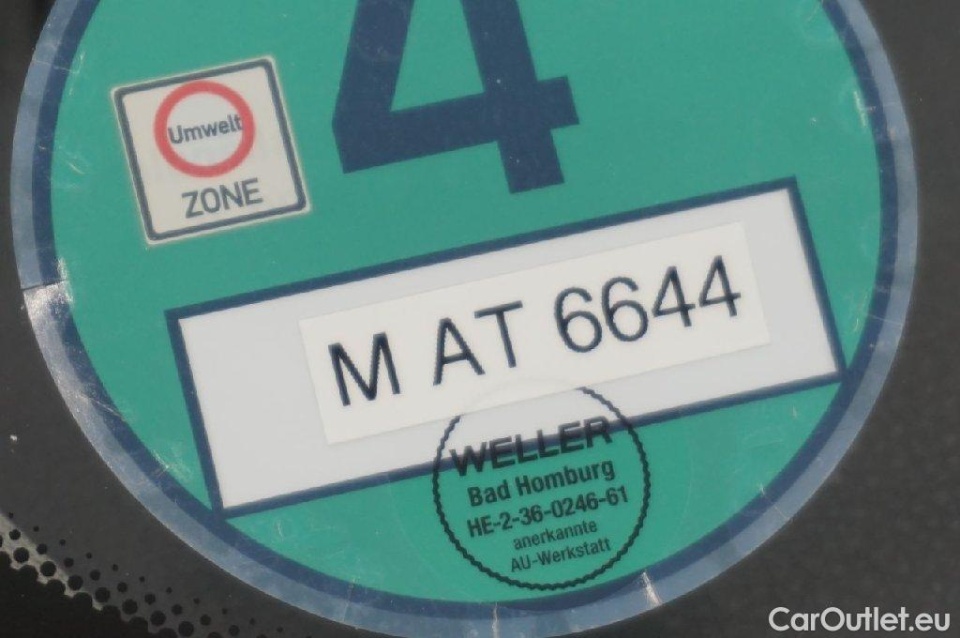 4
Umwelt
ZONE
M AT 6644
WELLER
Bad Homburg
HE-2-36-0246-61
anerkannte
AU-Werkstatt
CarOutlet.eu